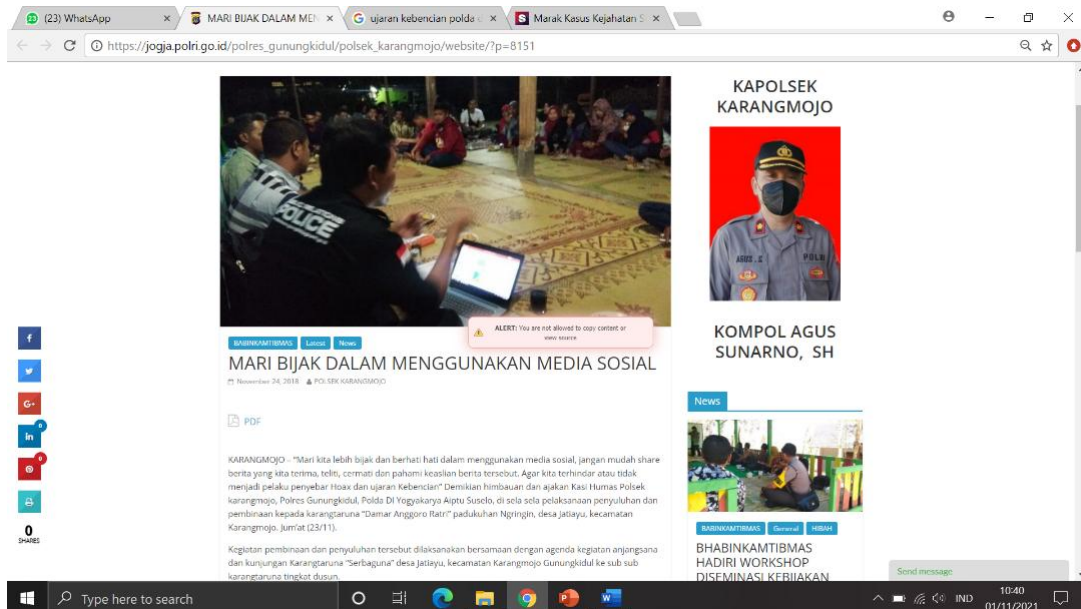 (23) WhatsApp
MARI BIJAK DALAM MEN
ujaran kebencian polda d
Marak Kasus Kejahatan S
https://jogja.polri.go.id/polres_gunungkidul/polsek_karangmojo/website/?p=8151
POLICE
ALERT: You are not allowed to copy content or
view source.
BABINKAMTIBMAS Latest News
MARI BIJAK DALAM MENGGUNAKAN MEDIA SOSIAL
November 24, 2018 POLSEK KARANGMOJO
PDF
KARANGMOJO – "Mari kita lebih bijak dan berhati hati dalam menggunakan media sosial, jangan mudah share
berita yang kita terima, teliti, cermati dan pahami keaslian berita tersebut. Agar kita terhindar atau tidak
menjadi pelaku penyebar Hoax dan ujaran Kebencian" Demikian himbauan dan ajakan Kasi Humas Polsek
karangmojo, Polres Gunungkidul, Polda DI Yogyakarya Aiptu Suselo, di sela sela pelaksanaan penyuluhan dan
pembinaan kepada karangtaruna "Damar Anggoro Ratri" padukuhan Ngringin, desa Jatiayu, kecamatan
Karangmojo. Jum'at (23/11).
Kegiatan pembinaan dan penyuluhan tersebut dilaksanakan bersamaan dengan agenda kegiatan anjangsana
dan kunjungan Karangtaruna "Serbaguna" desa Jatiayu, kecamatan Karangmojo Gunungkidul ke sub sub
karangtaruna tingkat dusun.
0
0
0
SHARES
KAPOLSEK
KARANGMOJO
AGUS . S
POLRI
KOMPOL AGUS
SUNARNO, SH
News
BABINKAMTIBMAS General HIBAH
BHABINKAMTIBMAS
HADIRI WORKSHOP
DISEMINASI KEBIJAKAN
Send message
Type here to search
IND
10:40
01/11/2021